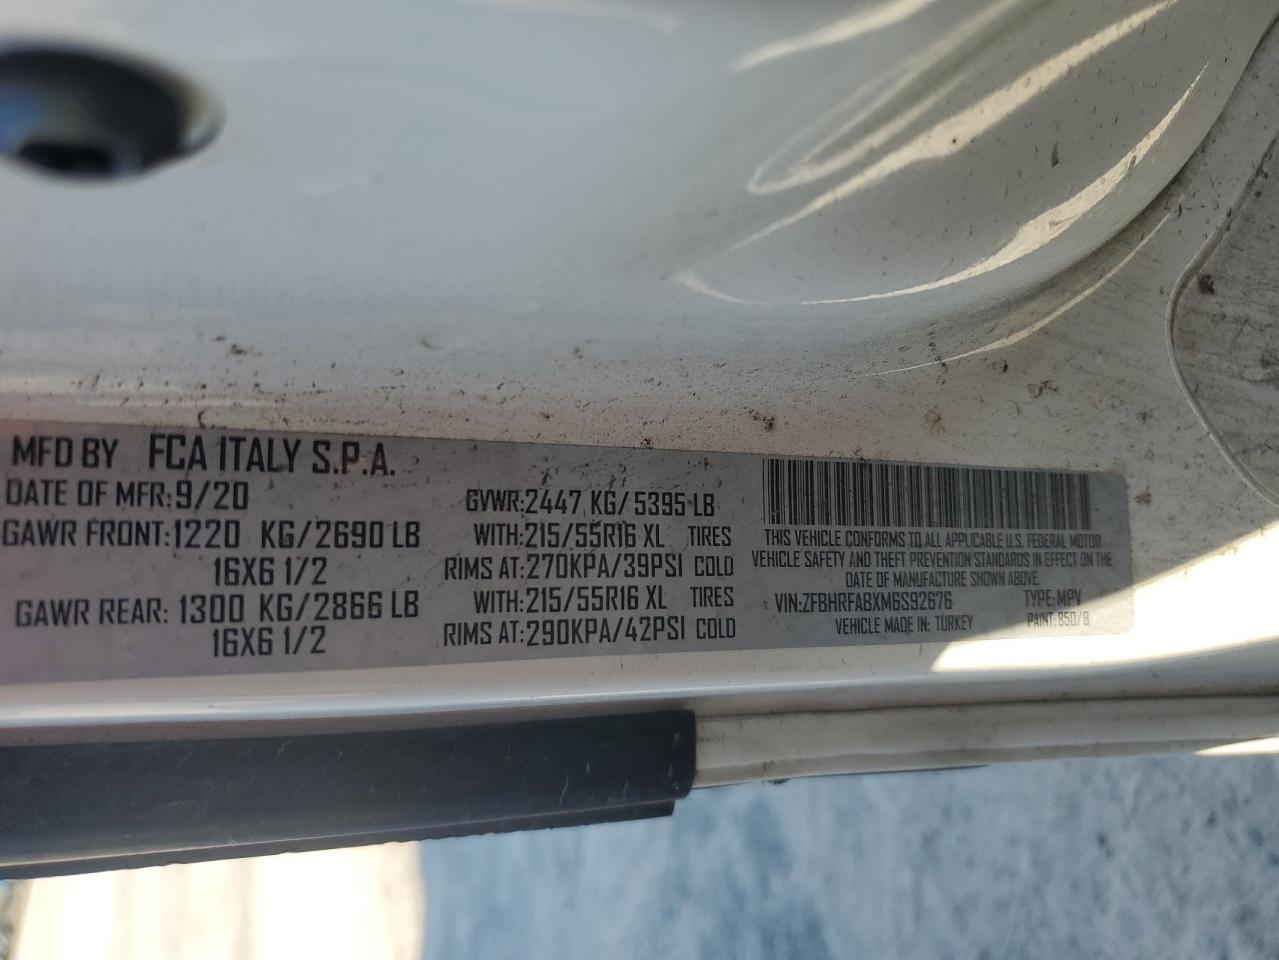 MFD BY FCA ITALY S.P.A.
DATE OF MFR:9/20
GAWR FRONT:1220 KG/2690 LB
16X6 1/2
GAWR REAR: 1300 KG/2866 LB
16X6 1/2
GVWR:2447 KG/5395 LB
WITH:215/55R16 XL TIRES
RIMS AT:270KPA/39PSI COLD
WITH:215/55R16 XL TIRES
RIMS AT:290KPA/42PSI COLD
THIS VEHICLE CONFORMS TO ALL APPLICABLE U.S. FEDERAL MOTOR
VEHICLE SAFETY AND THEFT PREVENTION STANDARDS IN EFFECT ON THE
DATE OF MANUFACTURE SHOWN ABOVE.
VIN:ZFBHRFABXM6S92676 TYPE:MPV
VEHICLE MADE IN: TURKEY PAINT:850/B